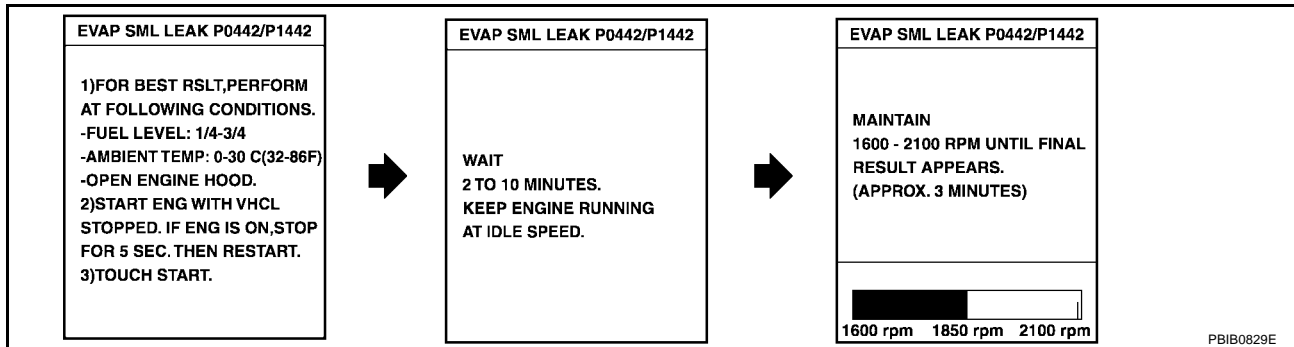 EVAP SML LEAK P0442/P1442
1)FOR BEST RSLT,PERFORM
AT FOLLOWING CONDITIONS.
-FUEL LEVEL: 1/4-3/4
-AMBIENT TEMP: 0-30 C(32-86F)
-OPEN ENGINE HOOD.
2)START ENG WITH VHCL
STOPPED. IF ENG IS ON,STOP
FOR 5 SEC. THEN RESTART.
3)TOUCH START.
EVAP SML LEAK P0442/P1442
WAIT
2 TO 10 MINUTES.
KEEP ENGINE RUNNING
AT IDLE SPEED.
EVAP SML LEAK P0442/P1442
MAINTAIN
1600 - 2100 RPM UNTIL FINAL
RESULT APPEARS.
(APPROX. 3 MINUTES)
1600 rpm 1850 rpm 2100 rpm
PBIB0829E